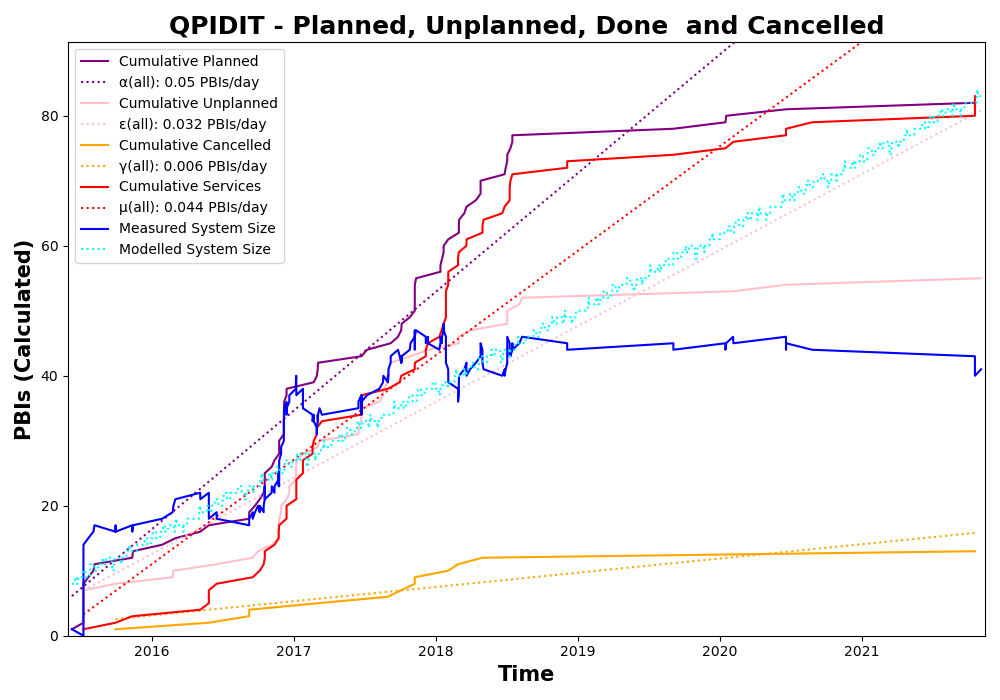 QPIDIT - Planned, Unplanned, Done  and Cancelled
Cumulative Planned
α(all): 0.05 PBIs/day
Cumulative Unplanned
ε(all): 0.032 PBIs/day
Cumulative Cancelled
γ(all): 0.006 PBIs/day
Cumulative Services
μ(all): 0.044 PBIs/day
Measured System Size
Modelled System Size
PBIs (Calculated)
80
60
40
20
0
2016 2017 2018 2019 2020 2021
Time